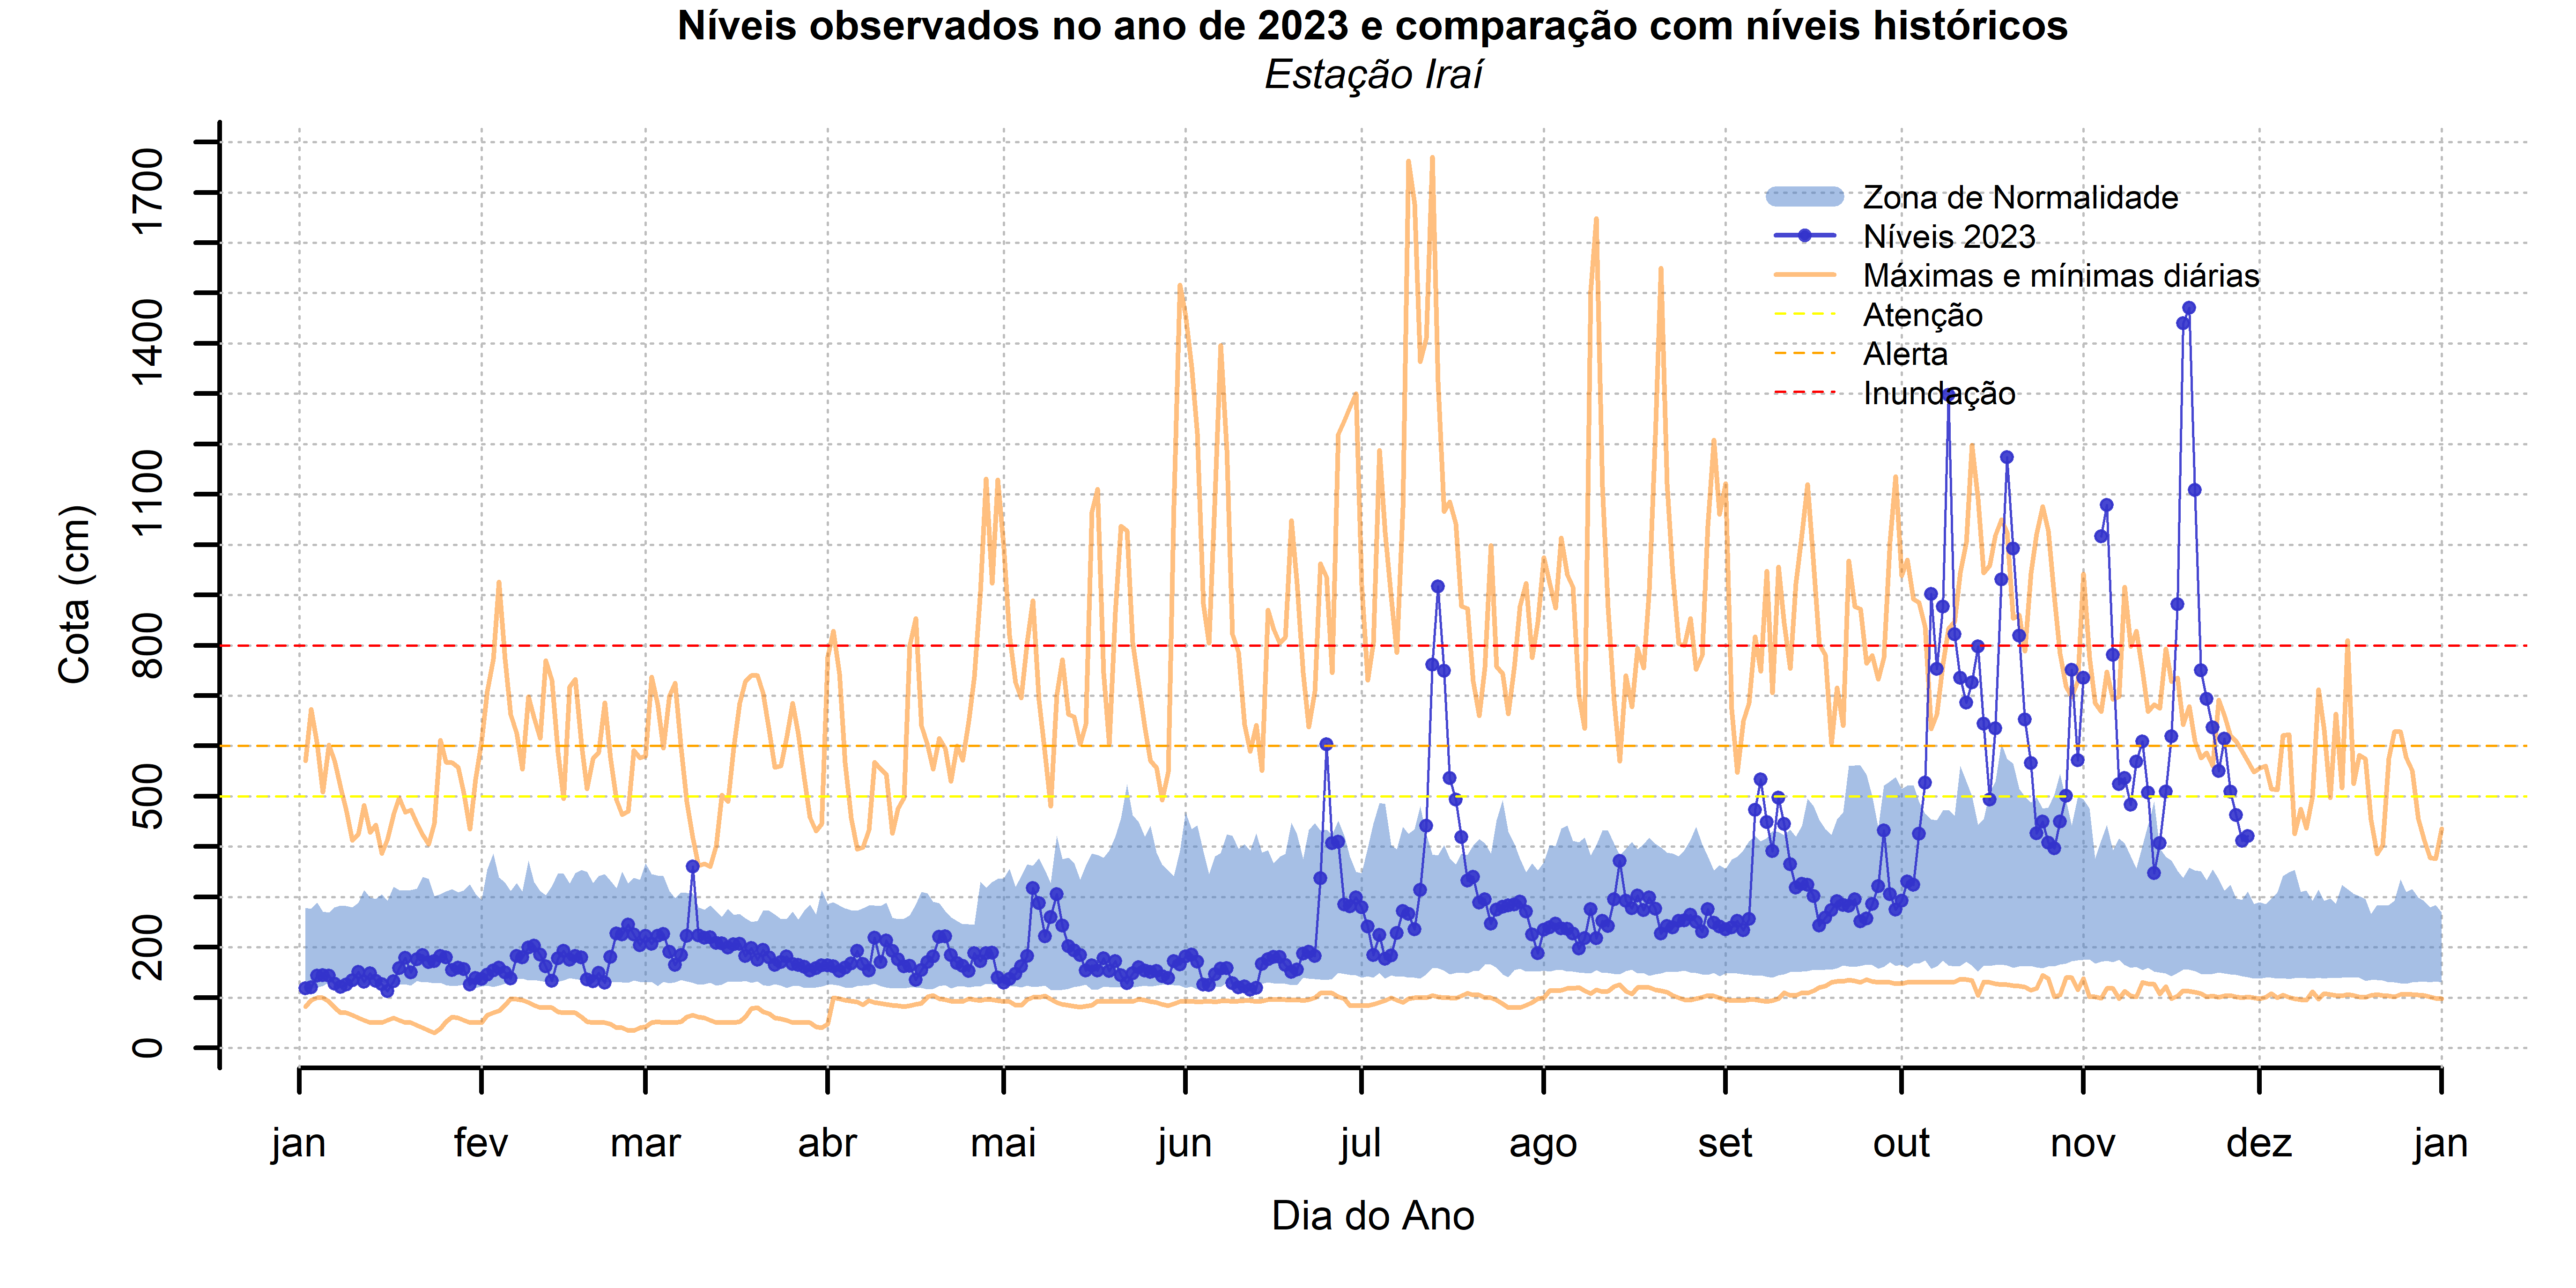 Níveis observados no ano de 2023 e comparação com níveis históricos
Estação Iraí
Zona de Normalidade
Níveis 2023
Máximas e mínimas diárias
Atenção
Alerta
Inundação
Cota (cm)
1700
1400
1100
800
500
200
0
jan fev mar abr mai jun jul ago set out nov dez jan
Dia do Ano